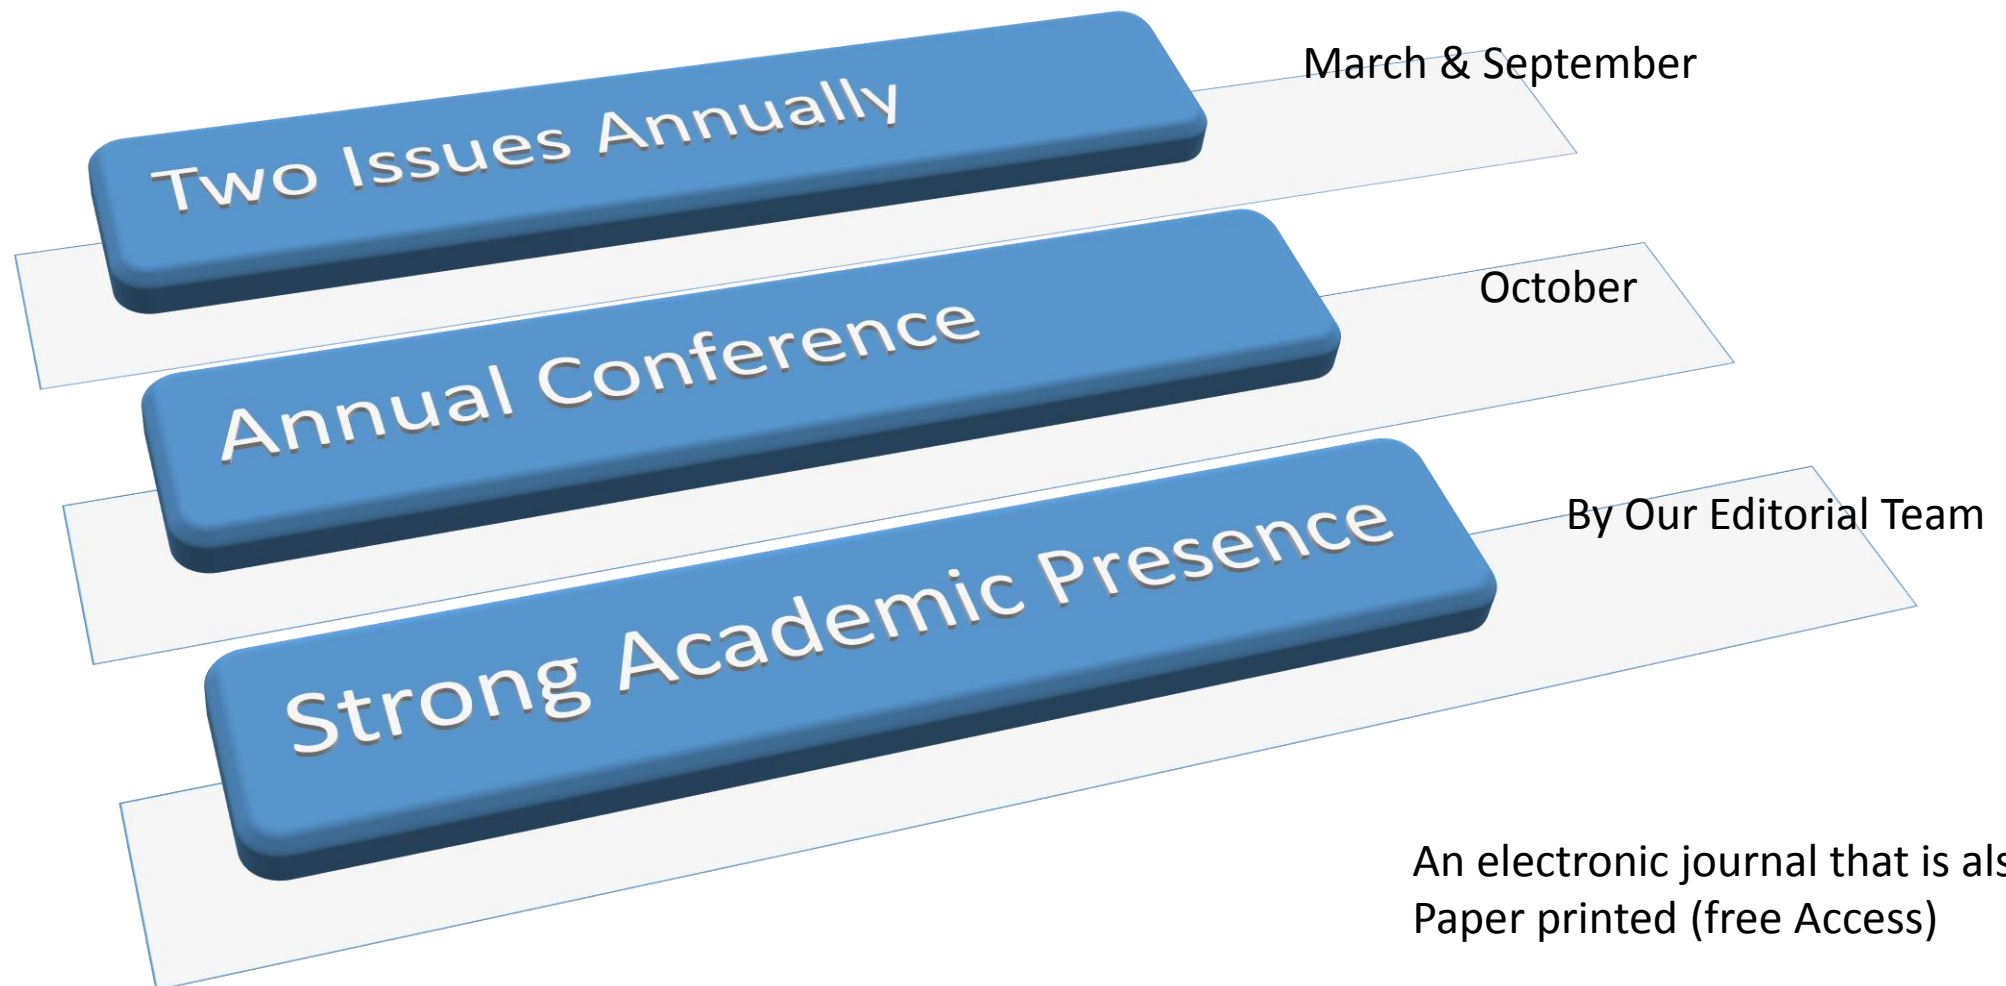 Two Issues Annually
March & September
Annual Conference
October
Strong Academic Presence
By Our Editorial Team
An electronic journal that is
Paper printed (free Access)